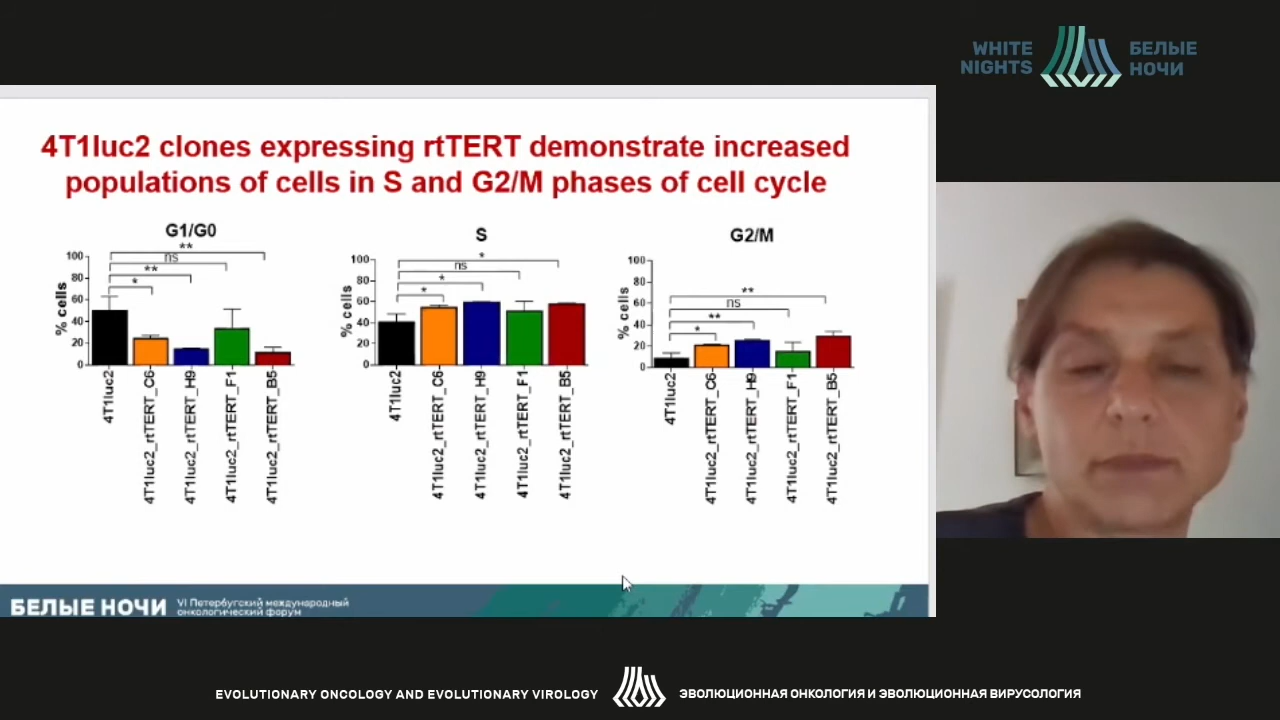 WHITE
NIGHTS
БЕЛЫЕ
НОЧИ
4T1luc2 clones expressing rtTERT demonstrate increased
populations of cells in S and G2/M phases of cell cycle
G1/G0
% cells
100
80
60
40
20
0
**
ns
**
*
4T1luc2
4T1luc2_rtTERT_C6
4T1luc2_rtTERT_H9
4T1luc2_rtTERT_F1
4T1luc2_rtTERT_B5
S
% cells
100
80
60
40
20
0
*
ns
*
*
4T1luc2
4T1luc2_rtTERT_C6
4T1luc2_rtTERT_H9
4T1luc2_rtTERT_F1
4T1luc2_rtTERT_B5
G2/M
% cells
100
80
60
40
20
0
**
ns
**
*
4T1luc2
4T1luc2_rtTERT_C6
4T1luc2_rtTERT_H9
4T1luc2_rtTERT_F1
4T1luc2_rtTERT_B5
БЕЛЫЕ НОЧИ
VI Петербугский международный
онкологический форум
EVOLUTIONARY ONCOLOGY AND EVOLUTIONARY VIROLOGY
ЭВОЛЮЦИОННАЯ ОНКОЛОГИЯ И ЭВОЛЮЦИОННАЯ ВИРУСОЛОГИЯ